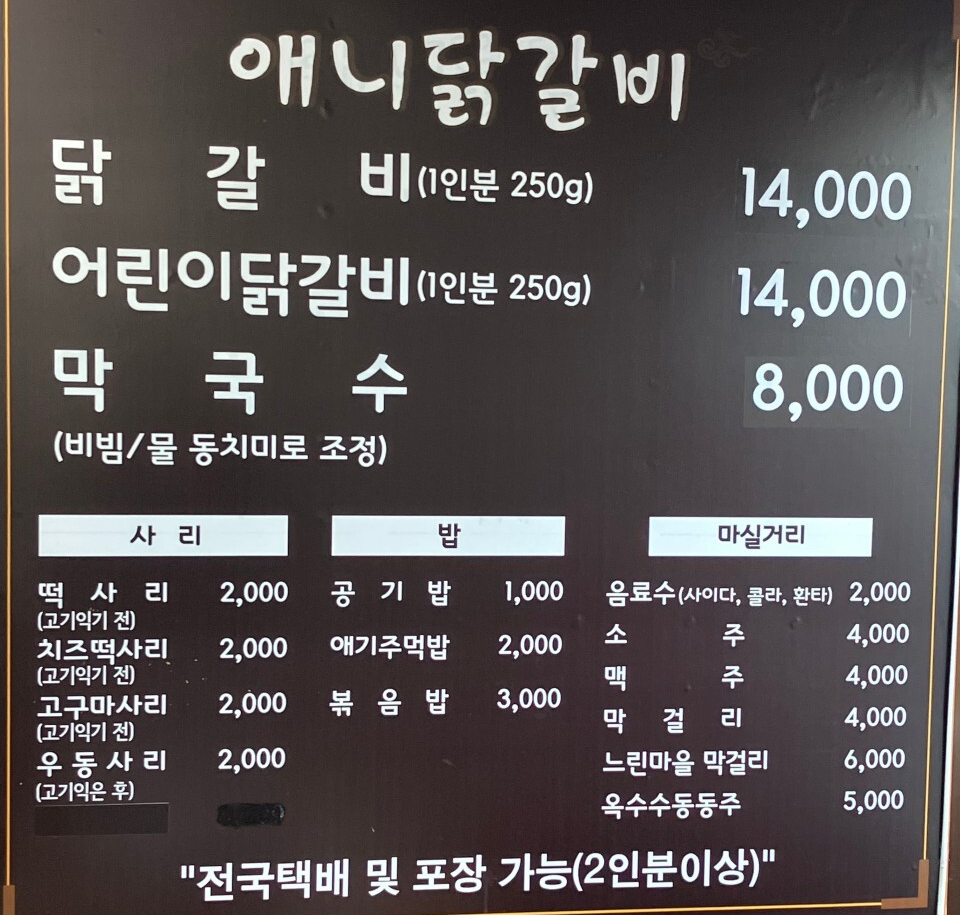 애니닭갈비
닭 갈 비(1인분 250g) 14,000
어린이닭갈비(1인분 250g) 14,000
막 국 수 8,000
(비빔/물 동치미로 조정)
사 리
떡 사 리 2,000
(고기익기 전)
치즈떡사리 2,000
(고기익기 전)
고구마사리 2,000
(고기익기 전)
우동사리 2,000
(고기익은 후)
밥
공 기 밥 1,000
애기주먹밥 2,000
볶 음 밥 3,000
마실거리
음료수(사이다, 콜라, 환타) 2,000
소 주 4,000
맥 주 4,000
막 걸 리 4,000
느린마을 막걸리 6,000
옥수수동동주 5,000
"전국택배 및 포장 가능(2인분이상)"